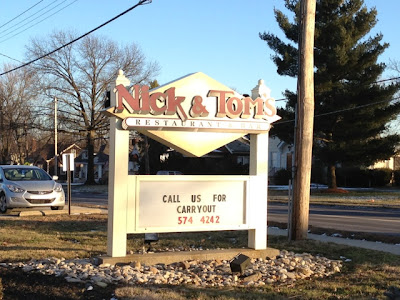 Nick & Tom's
RESTAURANT
CALL US FOR
CARRYOUT
574 4242